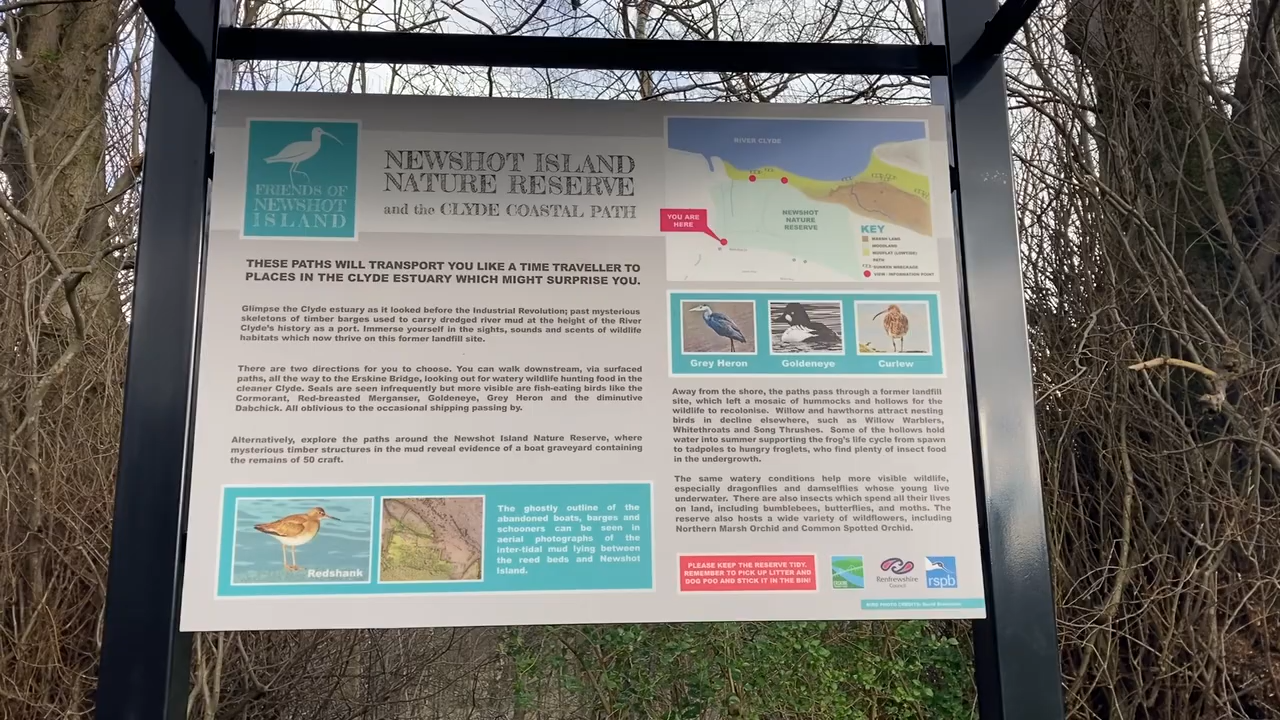 FRIENDS OF
NEWSHOT
ISLAND
NEWSHOT ISLAND
NATURE RESERVE
and the CLYDE COASTAL PATH
THESE PATHS WILL TRANSPORT YOU LIKE A TIME TRAVELLER TO
PLACES IN THE CLYDE ESTUARY WHICH MIGHT SURPRISE YOU.
Glimpse the Clyde estuary as it looked before the Industrial Revolution; past mysterious
skeletons of timber barges used to carry dredged river mud at the height of the River
Clyde's history as a port. Immerse yourself in the sights, sounds and scents of wildlife
habitats which now thrive on this former landfill site.
There are two directions for you to choose. You can walk downstream, via surfaced
paths, all the way to the Erskine Bridge, looking out for watery wildlife hunting food in the
cleaner Clyde. Seals are seen infrequently but more visible are fish-eating birds like the
Cormorant, Red-breasted Merganser, Goldeneye, Grey Heron and the diminutive
Dabchick. All oblivious to the occasional shipping passing by.
Alternatively, explore the paths around the Newshot Island Nature Reserve, where
mysterious timber structures in the mud reveal evidence of a boat graveyard containing
the remains of 50 craft.
Redshank
The ghostly outline of the
abandoned boats, barges and
schooners can be seen in
aerial photographs of the
inter-tidal mud lying between
the reed beds and Newshot
Island.
RIVER CLYDE
YOU ARE
HERE
NEWSHOT
NATURE
RESERVE
KEY
MARSH LAND
WOODLAND
MUDFLAT (LOWTIDE)
PATH
SUNKEN WRECKAGE
VIEW / INFORMATION POINT
Grey Heron
Goldeneye
Curlew
Away from the shore, the paths pass through a former landfill
site, which left a mosaic of hummocks and hollows for the
wildlife to recolonise. Willow and hawthorns attract nesting
birds in decline elsewhere, such as Willow Warblers,
Whitethroats and Song Thrushes. Some of the hollows hold
water into summer supporting the frog's life cycle from spawn
to tadpoles to hungry froglets, who find plenty of insect food
in the undergrowth.
The same watery conditions help more visible wildlife,
especially dragonflies and damselflies whose young live
underwater. There are also insects which spend all their lives
on land, including bumblebees, butterflies, and moths. The
reserve also hosts a wide variety of wildflowers, including
Northern Marsh Orchid and Common Spotted Orchid.
PLEASE KEEP THE RESERVE TIDY.
REMEMBER TO PICK UP LITTER AND
DOG POO AND STICK IT IN THE BIN!
Renfrewshire
Council
rspb
BIRD PHOTO CREDITS: